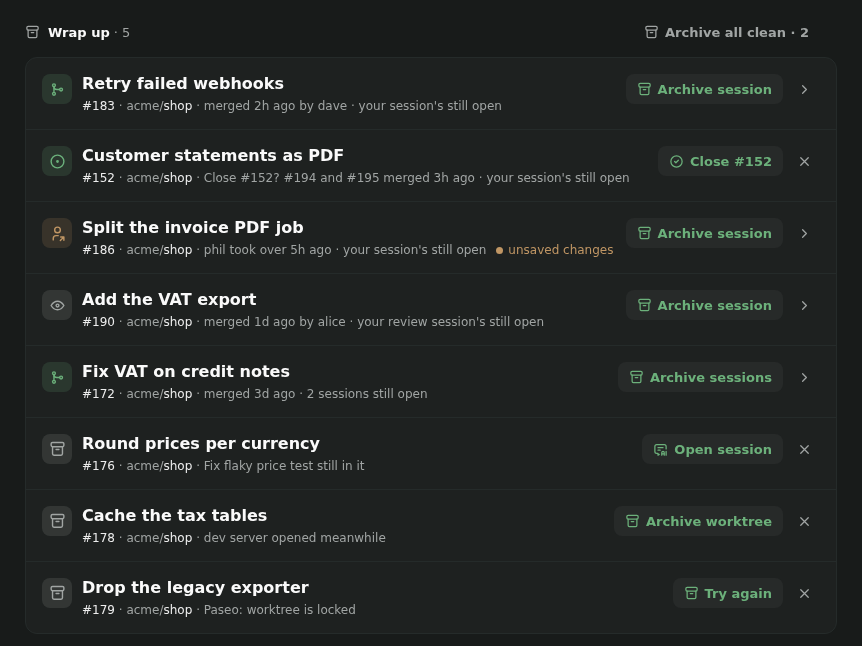 Wrap up · 5
Archive all clean · 2
Retry failed webhooks
#183 · acme/shop · merged 2h ago by dave · your session's still open
Archive session
Customer statements as PDF
#152 · acme/shop · Close #152? #194 and #195 merged 3h ago · your session's still open
Close #152
Split the invoice PDF job
#186 · acme/shop · phil took over 5h ago · your session's still open ● unsaved changes
Archive session
Add the VAT export
#190 · acme/shop · merged 1d ago by alice · your review session's still open
Archive session
Fix VAT on credit notes
#172 · acme/shop · merged 3d ago · 2 sessions still open
Archive sessions
Round prices per currency
#176 · acme/shop · Fix flaky price test still in it
Open session
Cache the tax tables
#178 · acme/shop · dev server opened meanwhile
Archive worktree
Drop the legacy exporter
#179 · acme/shop · Paseo: worktree is locked
Try again